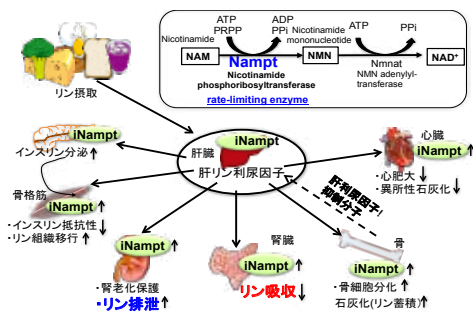 ATP
PRPP
ADP
PPi
Nicotinamide
Nicotinamide
mononucleotide
ATP
PPi
NAM
NMN
NAD⁺
Nampt
Nicotinamide
phosphoribosyltransferase
Nmnat
NMN adenylyl-
transferase
rate-limiting enzyme
リン摂取
iNampt↑
インスリン分泌↑
肝臓
iNampt
肝リン利尿因子
心臓
iNampt↑
・心肥大↓
・異所性石灰化↓
骨格筋
iNampt↑
・インスリン抵抗性↓
・リン組織移行↑
肝利尿因子!
抑制分子
iNampt↑
・腎老化保護
・リン排泄↑
腎臓
iNampt↑
リン吸収↓
骨
iNampt↑
・骨細胞分化↑
石灰化(リン蓄積)↑